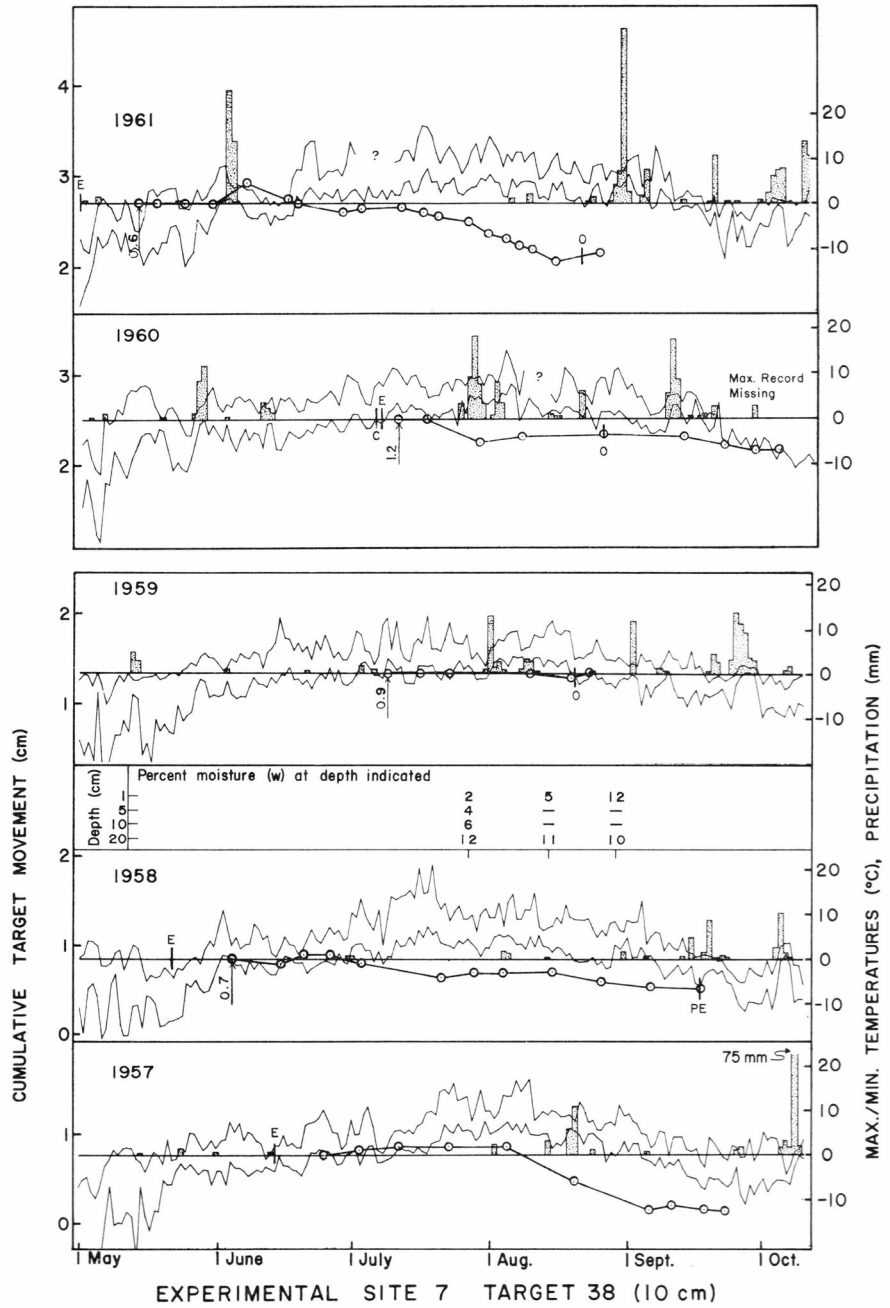 1961
4
3
2
20
10
0
-10
E
0.6
?
O
1960
3
2
20
10
0
-10
E
C
1.2
?
O
Max. Record
Missing
1959
2
1
20
10
0
-10
0.9
O
Depth (cm)
Percent moisture (w) at depth indicated
1 — 2 5 12
5 — 4 — —
10 — 6 — —
20 — 12 11 10
1958
2
1
0
20
10
0
-10
E
0.7
PE
1957
1
0
20
10
0
-10
E
75 mm
1 May
1 June
1 July
1 Aug.
1 Sept.
1 Oct.
CUMULATIVE TARGET MOVEMENT (cm)
MAX./MIN. TEMPERATURES (°C), PRECIPITATION (mm)
EXPERIMENTAL SITE 7 TARGET 38 (10 cm)